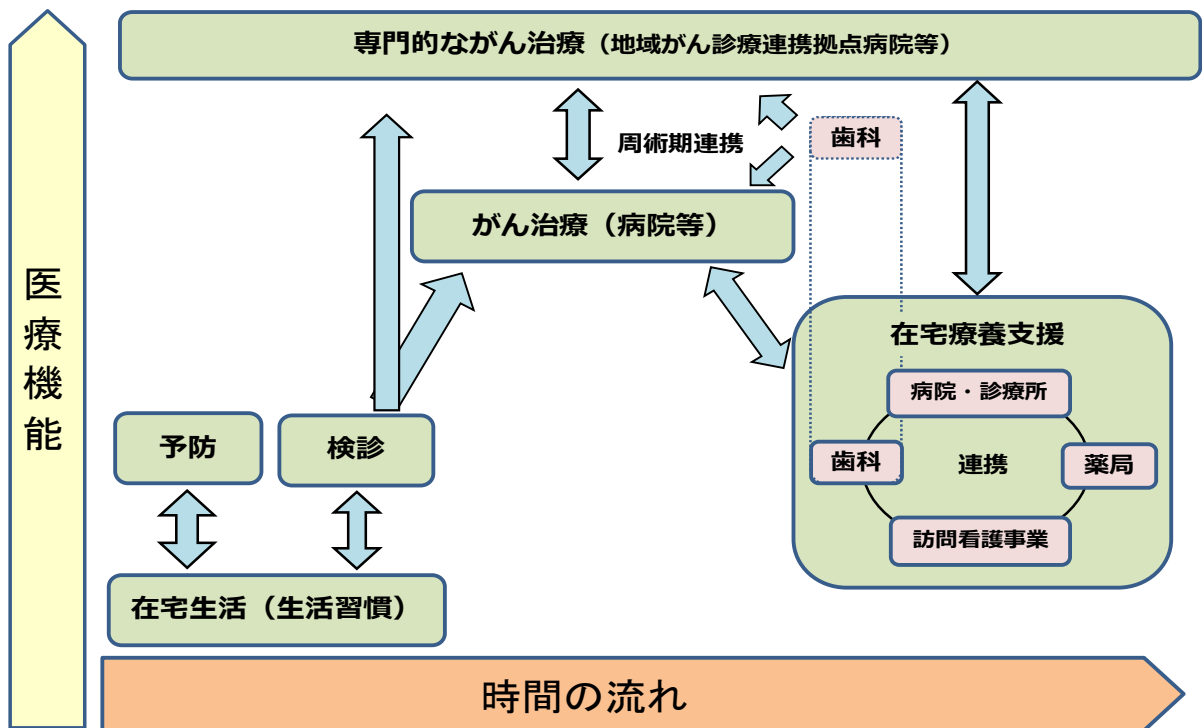 専門的ながん治療（地域がん診療連携拠点病院等）
周術期連携
歯科
がん治療（病院等）
医療機能
在宅療養支援
病院・診療所
予防
検診
歯科
連携
薬局
訪問看護事業
在宅生活（生活習慣）
時間の流れ